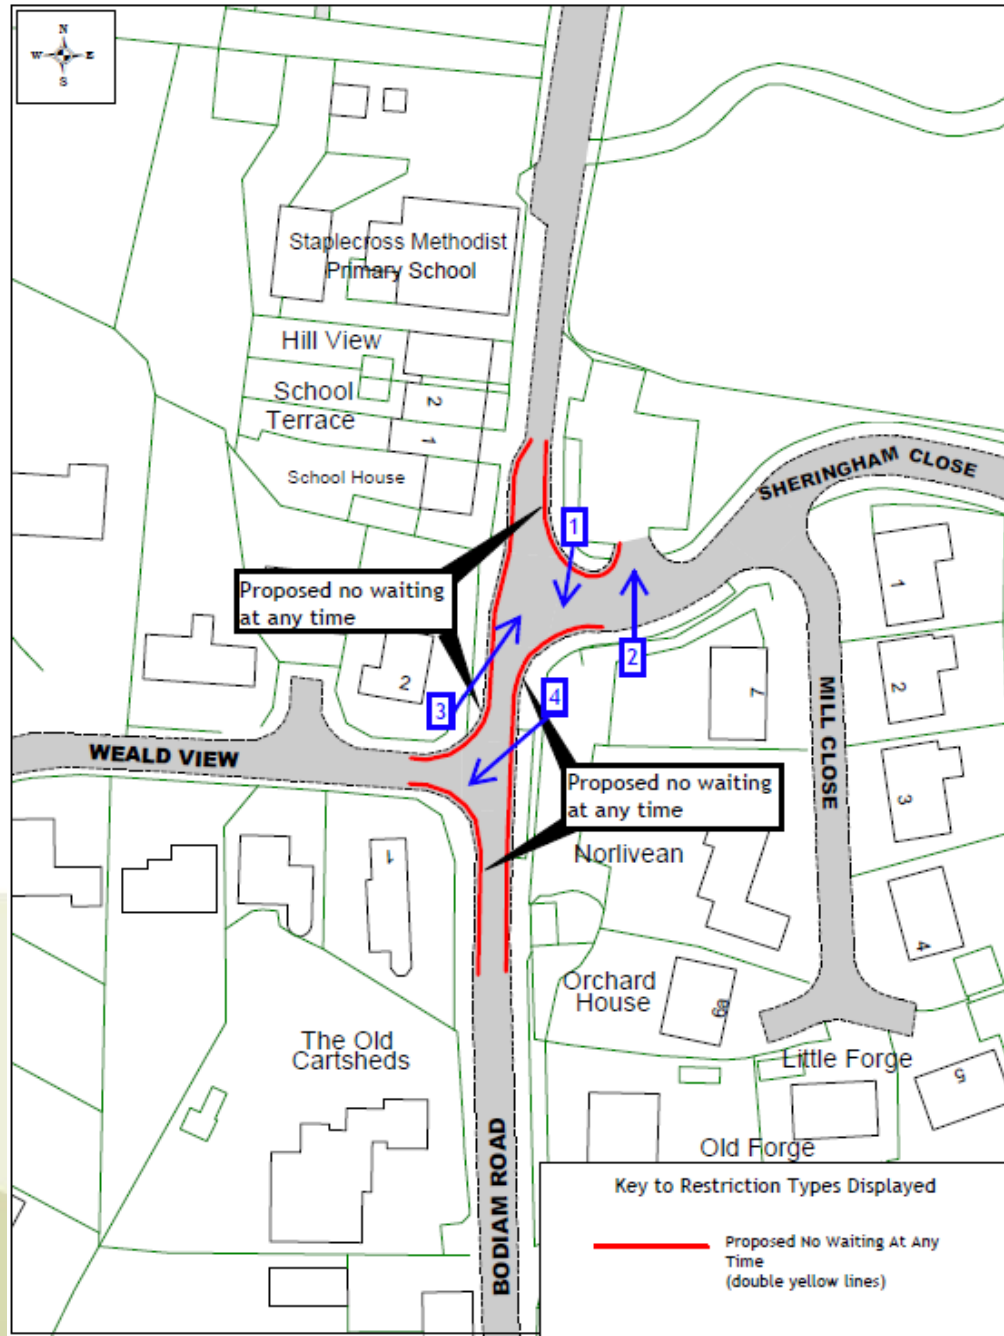 N
W E
S
Staplecross Methodist
Primary School
Hill View
School
Terrace
2
1
School House
SHERINGHAM CLOSE
1
Proposed no waiting
at any time
1
2
2
3
4
7
2
MILL CLOSE
WEALD VIEW
Proposed no waiting
at any time
3
1
Norlivean
4
Orchard
House
6a
The Old
Cartsheds
Little Forge
5
Old Forge
BODIAM ROAD
Key to Restriction Types Displayed
Proposed No Waiting At Any
Time
(double yellow lines)